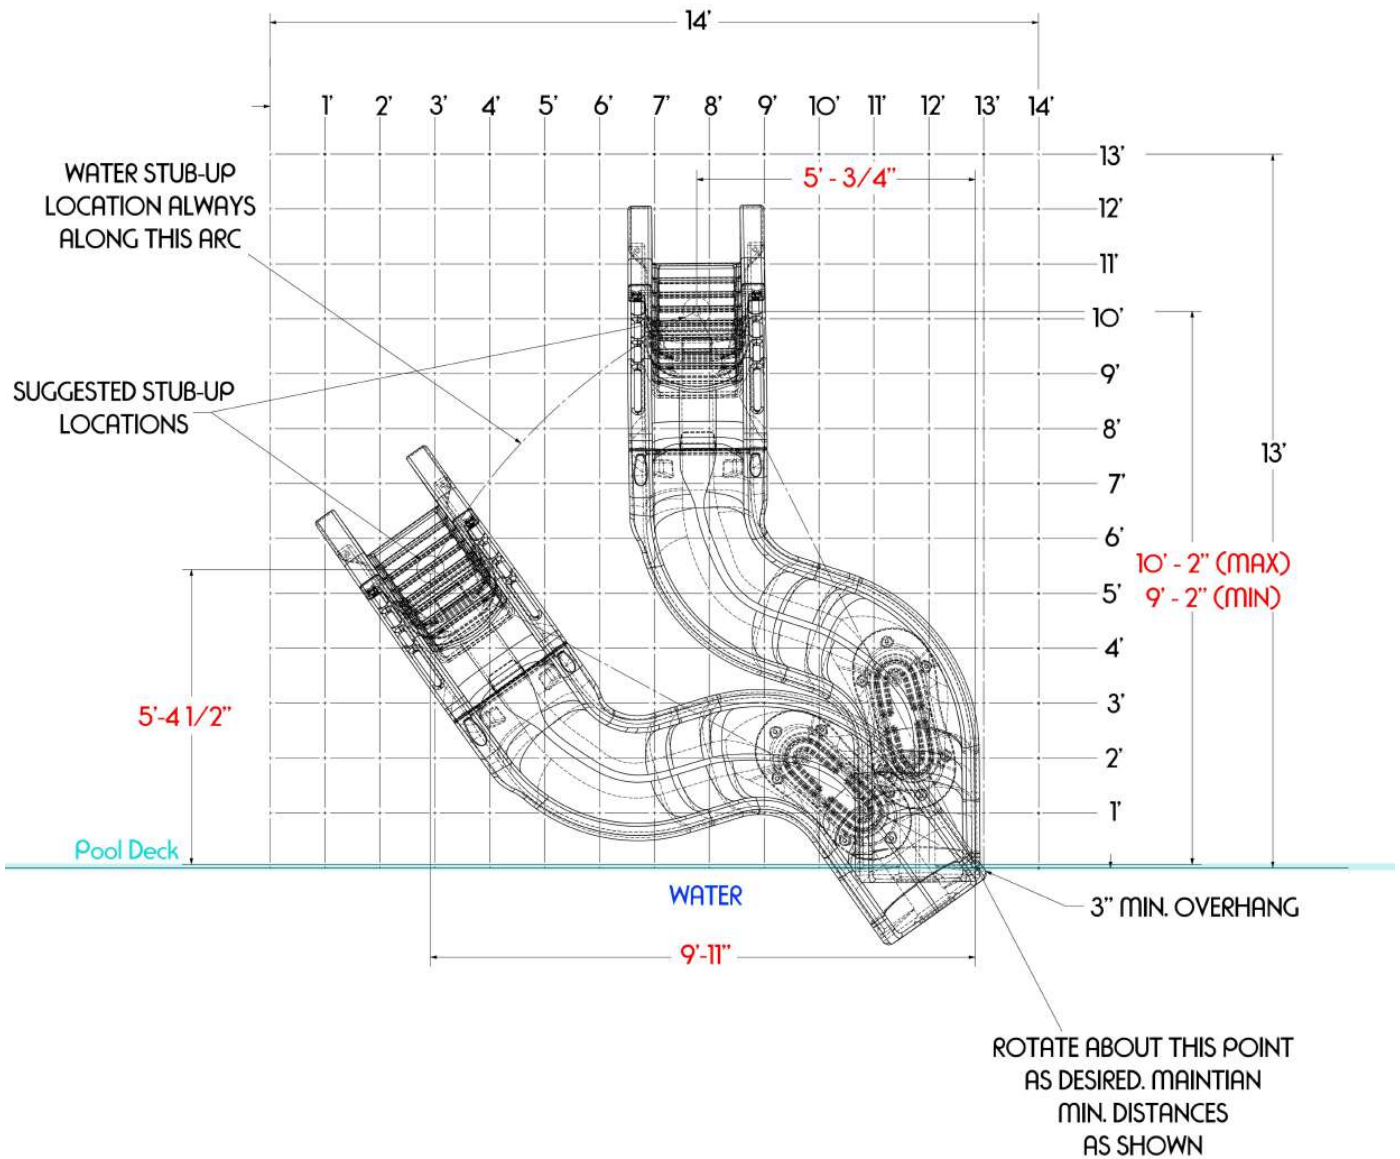 14'
1' 2' 3' 4' 5' 6' 7' 8' 9' 10' 11' 12' 13' 14'
13'
WATER STUB-UP
LOCATION ALWAYS
ALONG THIS ARC
5' - 3/4"
12'
11'
10'
9'
SUGGESTED STUB-UP
LOCATIONS
8'
13'
7'
6'
10' - 2" (MAX)
9' - 2" (MIN)
5'
4'
3'
5'-4 1/2"
2'
1'
Pool Deck
WATER
3" MIN. OVERHANG
9'-11"
ROTATE ABOUT THIS POINT
AS DESIRED. MAINTIAN
MIN. DISTANCES
AS SHOWN